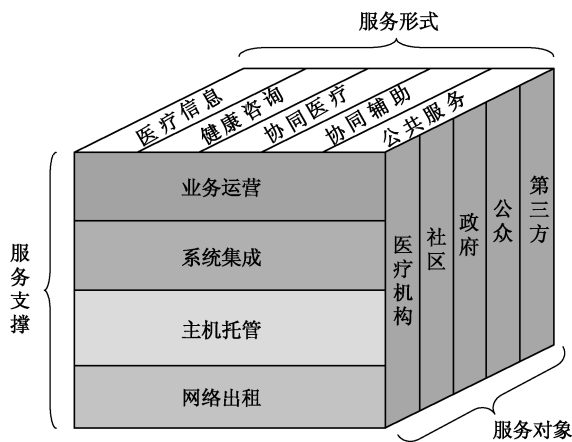 服务形式
医疗信息
健康咨询
协同医疗
协同辅助
公共服务
服务支撑
业务运营
系统集成
主机托管
网络出租
医疗机构
社区
政府
公众
第三方
服务对象